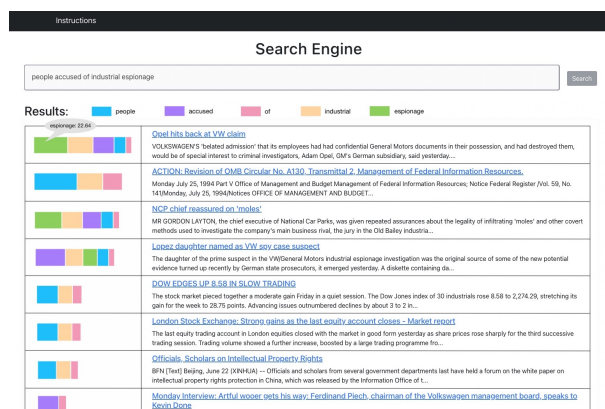 Instructions
Search Engine
people accused of industrial espionage
Search
Results: people accused of industrial espionage
espionage: 22.64
Opel hits back at VW claim
VOLKSWAGEN'S 'belated admission' that its employees had had confidential General Motors documents in their possession, and had destroyed them,
would be of special interest to criminal investigators, Adam Opel, GM's German subsidiary, said yesterday....
ACTION: Revision of OMB Circular No. A130, Transmittal 2, Management of Federal Information Resources.
Monday July 25, 1994 Part V Office of Management and Budget Management of Federal Information Resources; Notice Federal Register /Vol. 59, No.
141/Monday, July 25, 1994/Notices OFFICE OF MANAGEMENT AND BUDGET...
NCP chief reassured on 'moles'
MR GORDON LAYTON, the chief executive of National Car Parks, was given repeated assurances about the legality of infiltrating 'moles' and other covert
methods used to investigate the company's main business rival, the jury in the Old Bailey industria...
Lopez daughter named as VW spy case suspect
The daughter of the prime suspect in the VW/General Motors industrial espionage investigation was the original source of some of the new potential
evidence turned up recently by German state prosecutors, it emerged yesterday. A diskette containing da...
DOW EDGES UP 8.58 IN SLOW TRADING
The stock market pieced together a moderate gain Friday in a quiet session. The Dow Jones index of 30 industrials rose 8.58 to 2,274.29, stretching its
gain for the week to 28.75 points. Advancing issues outnumbered declines by about 3 to 2 in...
London Stock Exchange: Strong gains as the last equity account closes - Market report
The last equity trading account in London equities closed with the market in good form yesterday as share prices rose sharply for the third successive
trading session. Trading volume showed a further increase, boosted by a large trading programme fro...
Officials, Scholars on Intellectual Property Rights
BFN [Text] Beijing, June 22 (XINHUA) -- Officials and scholars from several government departments last have held a forum on the white paper on
intellectual property rights protection in China, which was released by the Information Office of t...
Monday Interview: Artful wooer gets his way: Ferdinand Piech, chairman of the Volkswagen management board, speaks to
Kevin Done